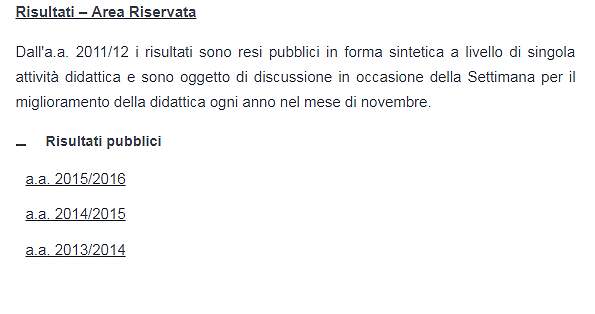 Risultati – Area Riservata
Dall'a.a. 2011/12 i risultati sono resi pubblici in forma sintetica a livello di singola
attività didattica e sono oggetto di discussione in occasione della Settimana per il
miglioramento della didattica ogni anno nel mese di novembre.
– Risultati pubblici
a.a. 2015/2016
a.a. 2014/2015
a.a. 2013/2014